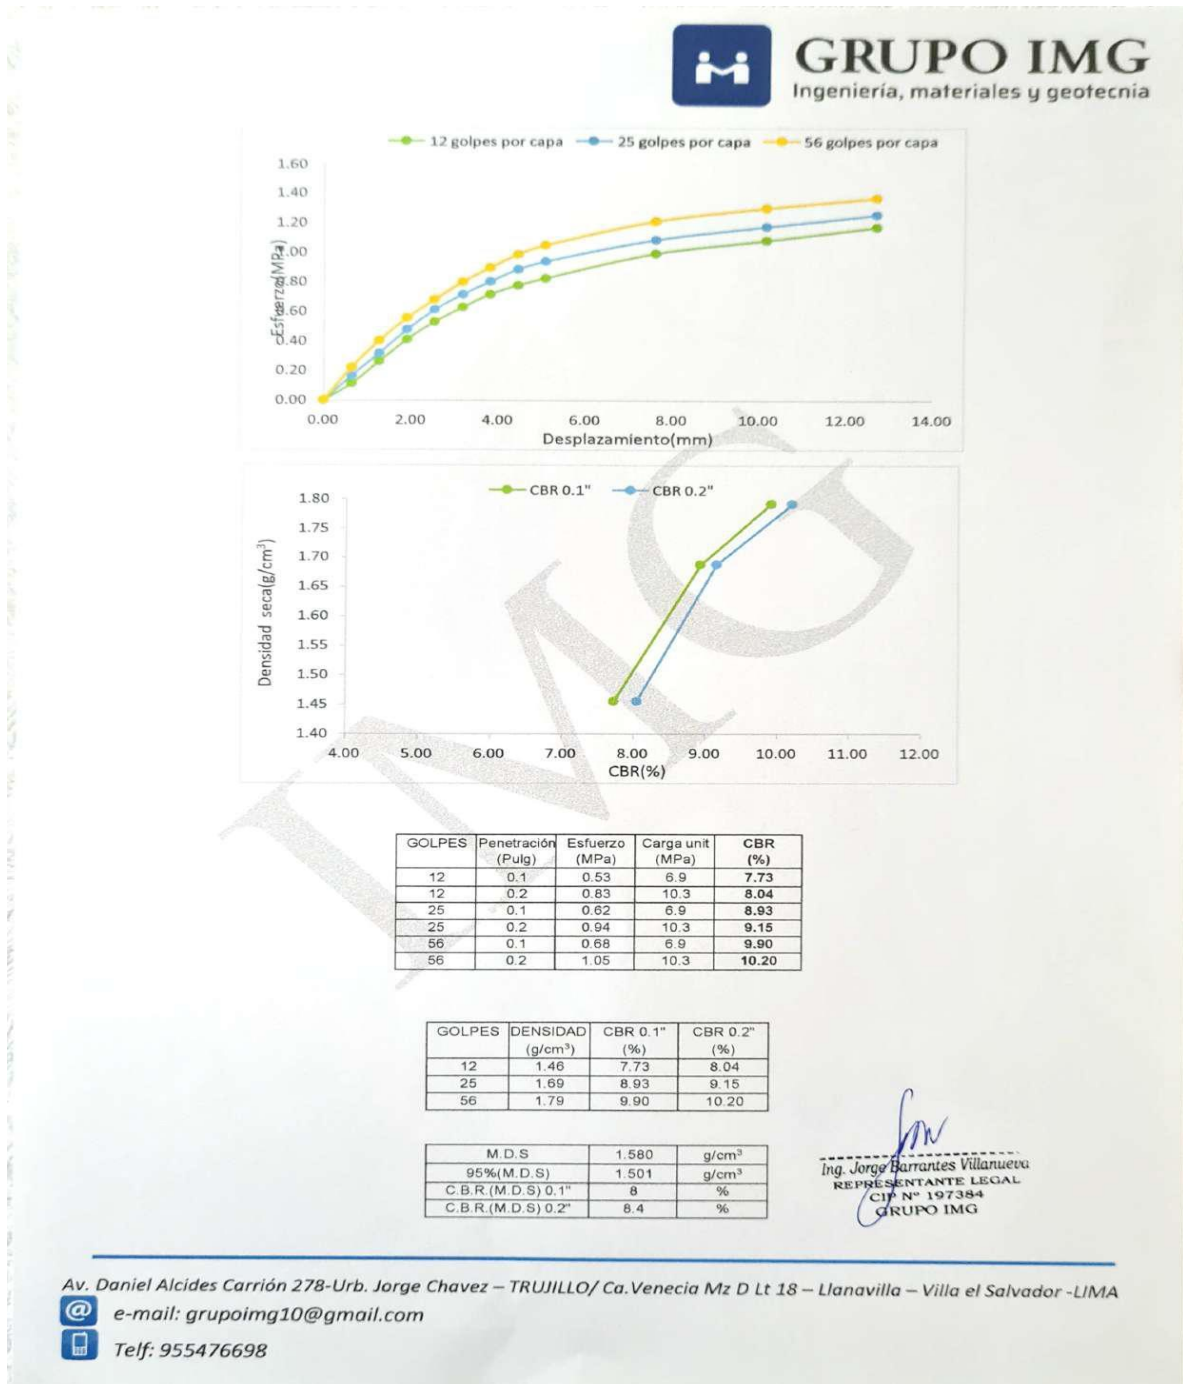 GRUPO IMG
Ingeniería, materiales y geotecnia
12 golpes por capa 25 golpes por capa 56 golpes por capa
1.60
1.40
1.20
1.00
0.80
0.60
0.40
0.20
0.00
Esfuerzo(MPa)
0.00 2.00 4.00 6.00 8.00 10.00 12.00 14.00
Desplazamiento(mm)
CBR 0.1" CBR 0.2"
1.80
1.75
1.70
1.65
1.60
1.55
1.50
1.45
1.40
Densidad seca(g/cm³)
4.00 5.00 6.00 7.00 8.00 9.00 10.00 11.00 12.00
CBR(%)
IMG
GOLPES Penetración Esfuerzo Carga unit CBR
(Pulg) (MPa) (MPa) (%)
12 0.1 0.53 6.9 7.73
12 0.2 0.83 10.3 8.04
25 0.1 0.62 6.9 8.93
25 0.2 0.94 10.3 9.15
56 0.1 0.68 6.9 9.90
56 0.2 1.05 10.3 10.20
GOLPES DENSIDAD CBR 0.1" CBR 0.2"
(g/cm³) (%) (%)
12 1.46 7.73 8.04
25 1.69 8.93 9.15
56 1.79 9.90 10.20
M.D.S 1.580 g/cm³
95%(M.D.S) 1.501 g/cm³
C.B.R.(M.D.S) 0.1" 8 %
C.B.R.(M.D.S) 0.2" 8.4 %
Ing. Jorge Barrantes Villanueva
REPRESENTANTE LEGAL
CIP Nº 197384
GRUPO IMG
Av. Daniel Alcides Carrión 278-Urb. Jorge Chavez – TRUJILLO/ Ca.Venecia Mz D Lt 18 – Llanavilla – Villa el Salvador -LIMA
@ e-mail: grupoimg10@gmail.com
Telf: 955476698